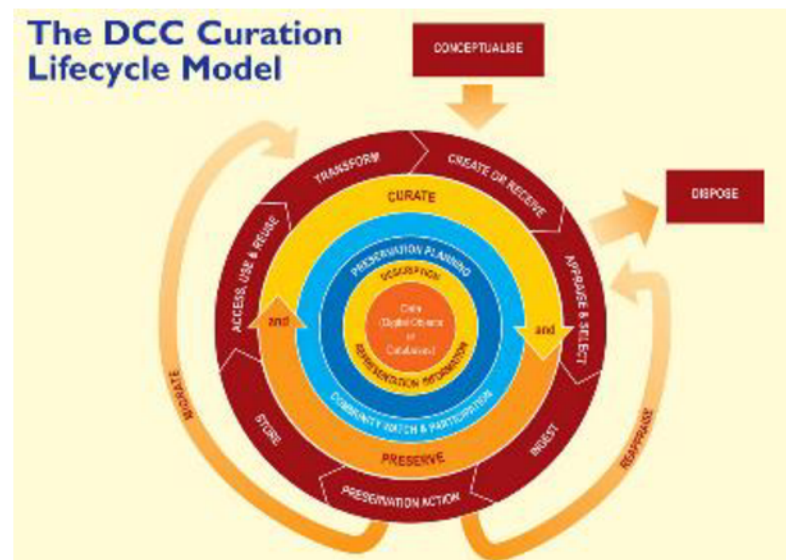 The DCC Curation
Lifecycle Model
CONCEPTUALISE
DISPOSE
TRANSFORM
CREATE OR RECEIVE
ACCESS, USE & REUSE
APPRAISE & SELECT
CURATE
PRESERVATION PLANNING
DESCRIPTION
and
Data
(Digital Objects
or
Databases)
and
REPRESENTATION INFORMATION
COMMUNITY WATCH & PARTICIPATION
PRESERVE
STORE
INGEST
PRESERVATION ACTION
MIGRATE
REAPPRAISE